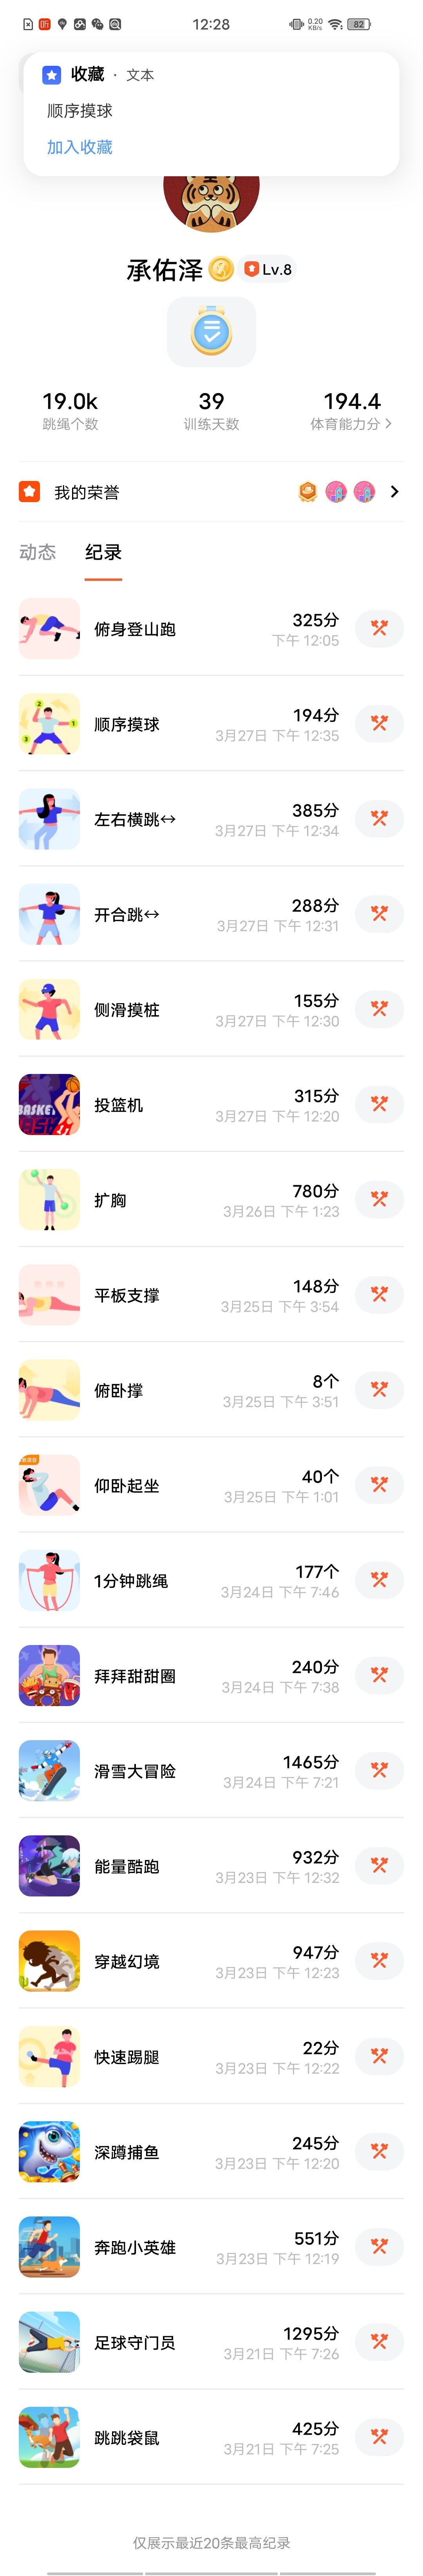 12:28
0.20
KB/s
82
收藏 · 文本
顺序摸球
加入收藏
承佑泽 Lv.8
19.0k 39 194.4
跳绳个数 训练天数 体育能力分
我的荣誉
动态 纪录
俯身登山跑 325分
下午 12:05
顺序摸球 194分
3月27日 下午 12:35
左右横跳↔ 385分
3月27日 下午 12:34
开合跳↔ 288分
3月27日 下午 12:31
侧滑摸桩 155分
3月27日 下午 12:30
投篮机 315分
3月27日 下午 12:20
扩胸 780分
3月26日 下午 1:23
平板支撑 148分
3月25日 下午 3:54
俯卧撑 8个
3月25日 下午 3:51
仰卧起坐 40个
3月25日 下午 1:01
1分钟跳绳 177个
3月24日 下午 7:46
拜拜甜甜圈 240分
3月24日 下午 7:38
滑雪大冒险 1465分
3月24日 下午 7:21
能量酷跑 932分
3月23日 下午 12:32
穿越幻境 947分
3月23日 下午 12:23
快速踢腿 22分
3月23日 下午 12:22
深蹲捕鱼 245分
3月23日 下午 12:20
奔跑小英雄 551分
3月23日 下午 12:19
足球守门员 1295分
3月21日 下午 7:26
跳跳袋鼠 425分
3月21日 下午 7:25
仅展示最近20条最高纪录